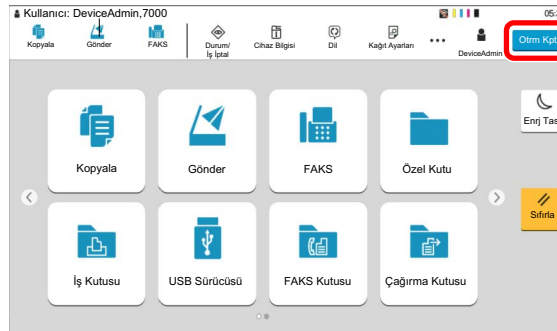 Kullanıcı: DeviceAdmin,7000
05:
Kopyala
Gönder
FAKS
Durum/
İş İptal
Cihaz Bilgisi
Dil
Kağıt Ayarları
DeviceAdmin
Otrm Kpt
Enrj Tas
Kopyala
Gönder
FAKS
Özel Kutu
Sıfırla
İş Kutusu
USB Sürücüsü
FAKS Kutusu
Çağırma Kutusu